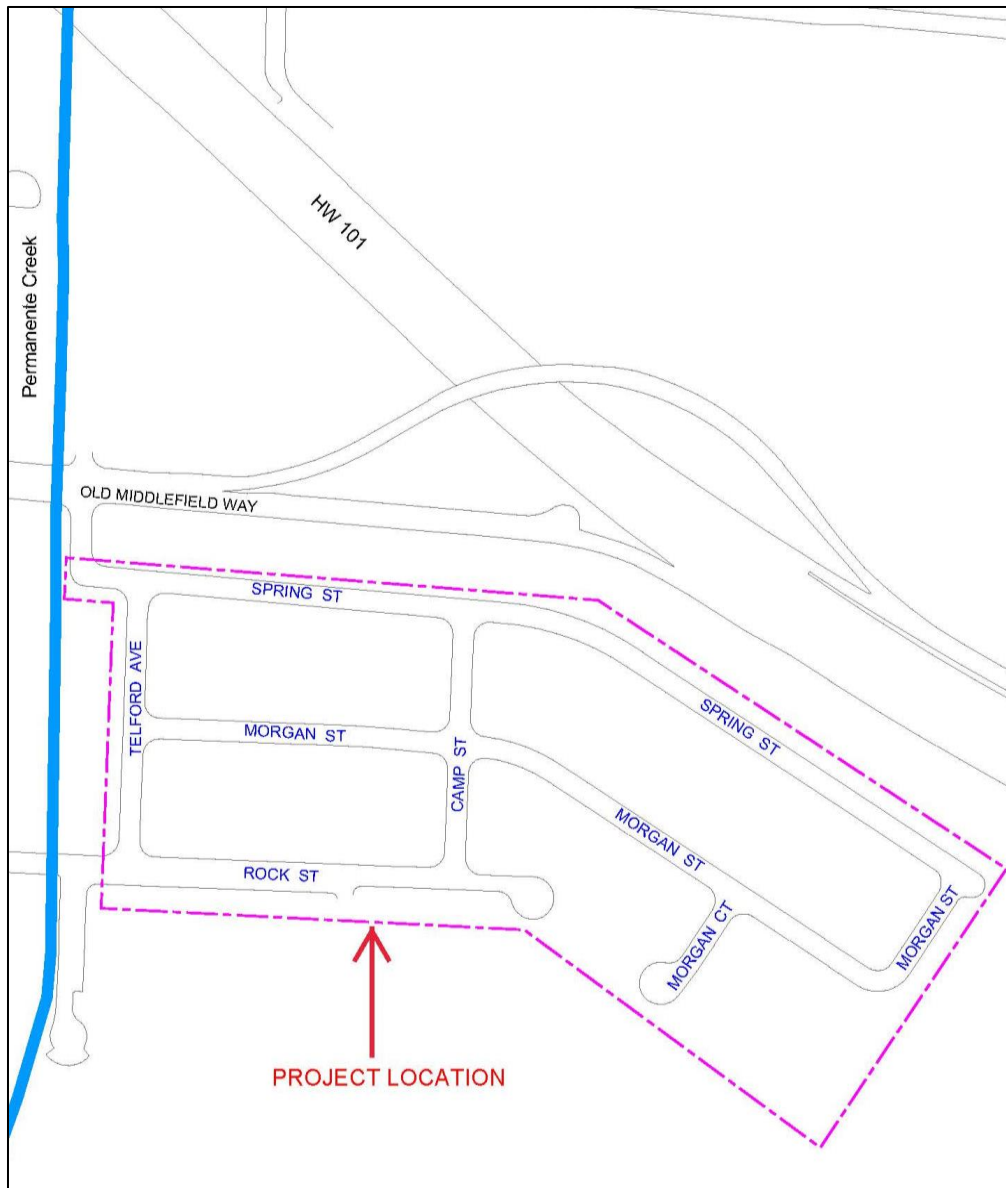 HW 101
Permanente Creek
OLD MIDDLEFIELD WAY
SPRING ST
TELFORD AVE
SPRING ST
MORGAN ST
CAMP ST
MORGAN ST
ROCK ST
MORGAN CT
MORGAN ST
PROJECT LOCATION